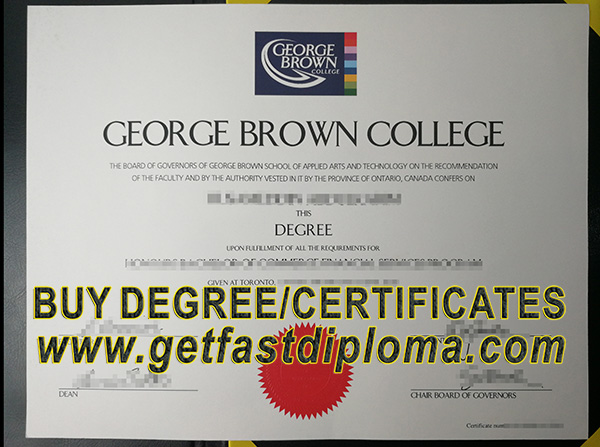 GEORGE
BROWN
COLLEGE
GEORGE BROWN COLLEGE
THE BOARD OF GOVERNORS OF GEORGE BROWN SCHOOL OF APPLIED ARTS AND TECHNOLOGY ON THE RECOMMENDATION
OF THE FACULTY AND BY THE AUTHORITY VESTED IN IT BY THE PROVINCE OF ONTARIO, CANADA CONFERS ON
THIS
DEGREE
UPON FULFILLMENT OF ALL THE REQUIREMENTS FOR
GIVEN AT TORONTO,
BUY DEGREE/CERTIFICATES
www.getfastdiploma.com
DEAN
CHAIR BOARD OF GOVERNORS
Certificate